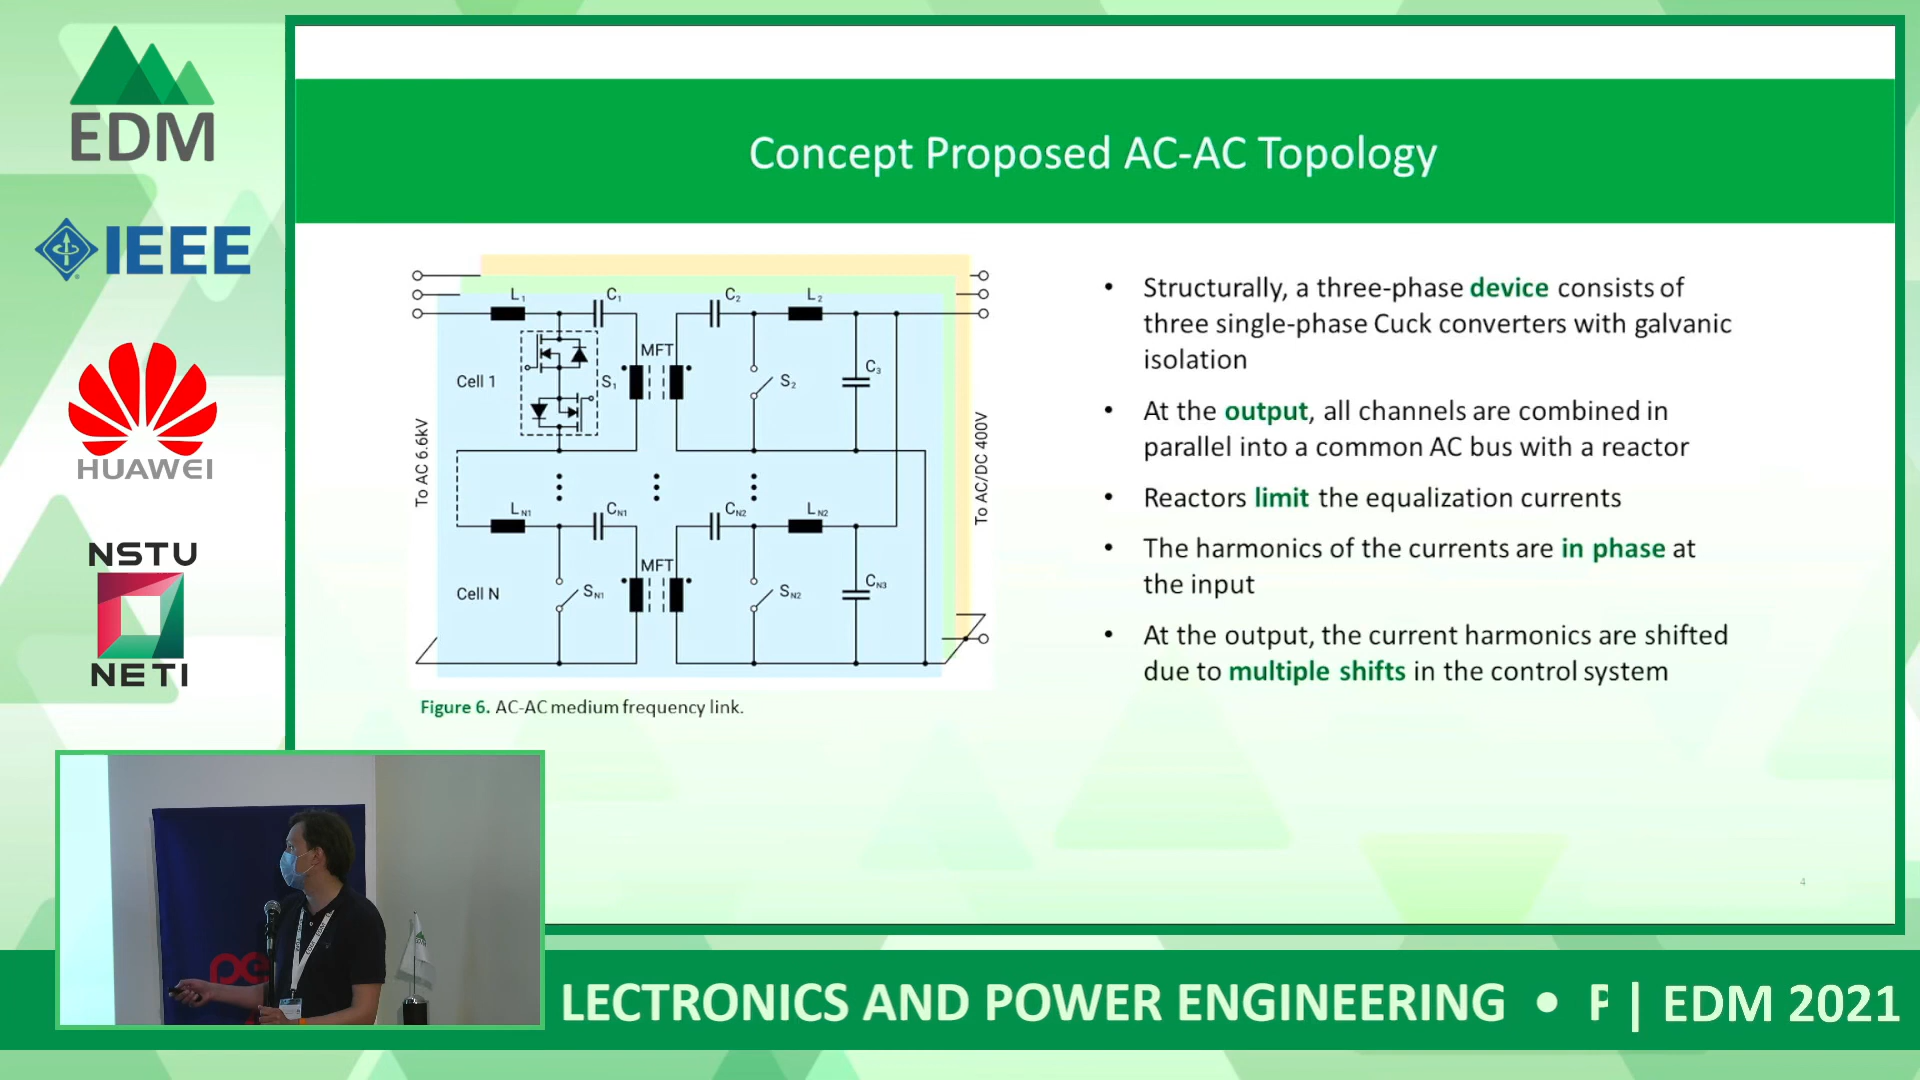 EDM
IEEE
HUAWEI
NSTU
NETI
Concept Proposed AC-AC Topology
L1
C1
C2
L2
MFT
C3
Cell 1
S1
S2
To AC 6.6kV
To AC/DC 400V
LN1
CN1
CN2
LN2
MFT
CN3
Cell N
SN1
SN2
Figure 6. AC-AC medium frequency link.
• Structurally, a three-phase device consists of
three single-phase Cuck converters with galvanic
isolation
• At the output, all channels are combined in
parallel into a common AC bus with a reactor
• Reactors limit the equalization currents
• The harmonics of the currents are in phase at
the input
• At the output, the current harmonics are shifted
due to multiple shifts in the control system
4
pe
LECTRONICS AND POWER ENGINEERING • P | EDM 2021